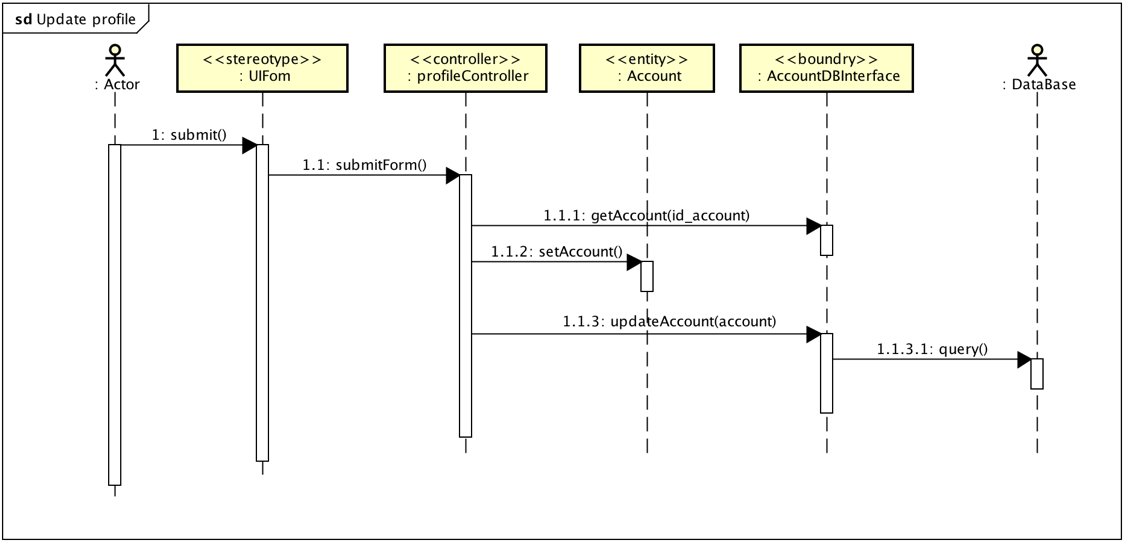 sd Update profile
: Actor
<<stereotype>>
: UIFom
<<controller>>
: profileController
<<entity>>
: Account
<<boundry>>
: AccountDBInterface
: DataBase
1: submit()
1.1: submitForm()
1.1.1: getAccount(id_account)
1.1.2: setAccount()
1.1.3: updateAccount(account)
1.1.3.1: query()